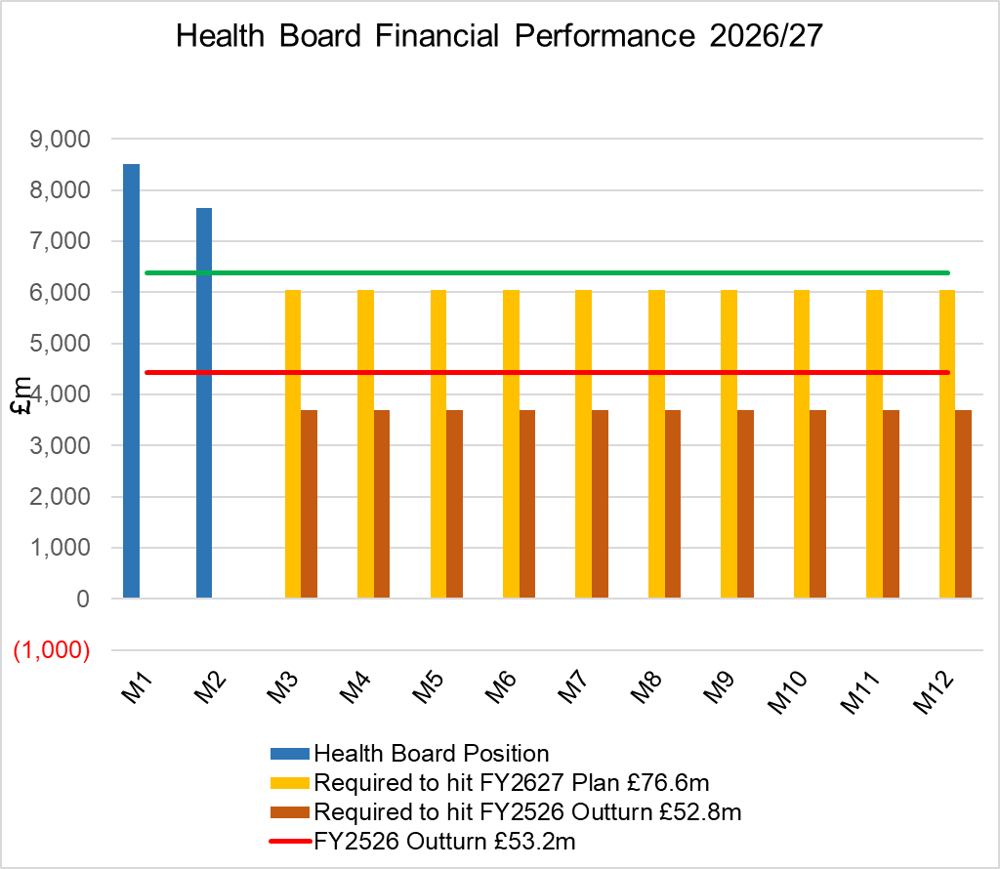 Health Board Financial Performance 2026/27
9,000
8,000
7,000
6,000
5,000
4,000
3,000
2,000
1,000
0
(1,000)
£m
M1 M2 M3 M4 M5 M6 M7 M8 M9 M10 M11 M12
Health Board Position
Required to hit FY2627 Plan £76.6m
Required to hit FY2526 Outturn £52.8m
FY2526 Outturn £53.2m